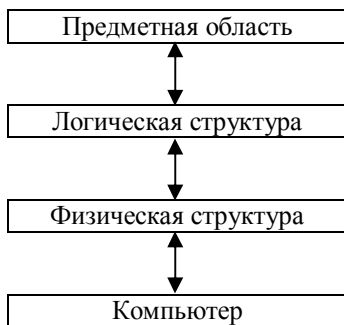 Предметная область
Логическая структура
Физическая структура
Компьютер